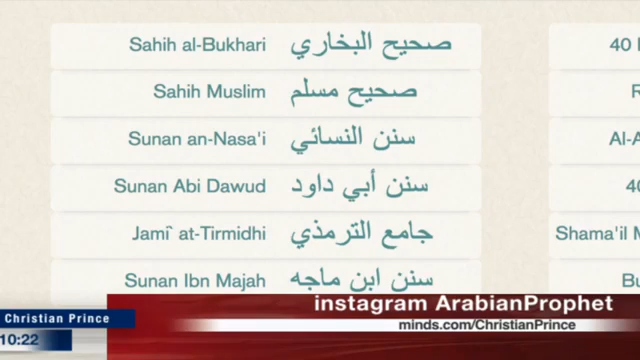 Sahih al-Bukhari صحيح البخاري
Sahih Muslim صحيح مسلم
Sunan an-Nasa'i سنن النسائي
Sunan Abi Dawud سنن أبي داود
Jami` at-Tirmidhi جامع الترمذي
Sunan Ibn Majah سنن ابن ماجه
40
R
Al-A
40
Shama'il M
Bu
instagram ArabianProphet
minds.com/ChristianPrince
Christian Prince
10:22